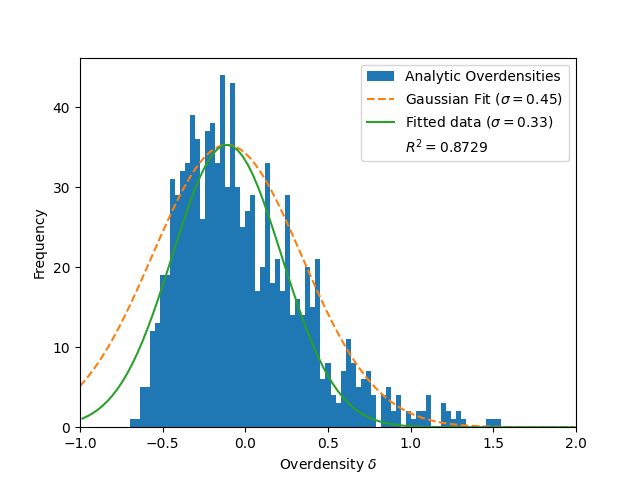 Analytic Overdensities
Gaussian Fit (σ = 0.45)
Fitted data (σ = 0.33)
R² = 0.8729
40
30
20
10
0
Frequency
−1.0 −0.5 0.0 0.5 1.0 1.5 2.0
Overdensity δ